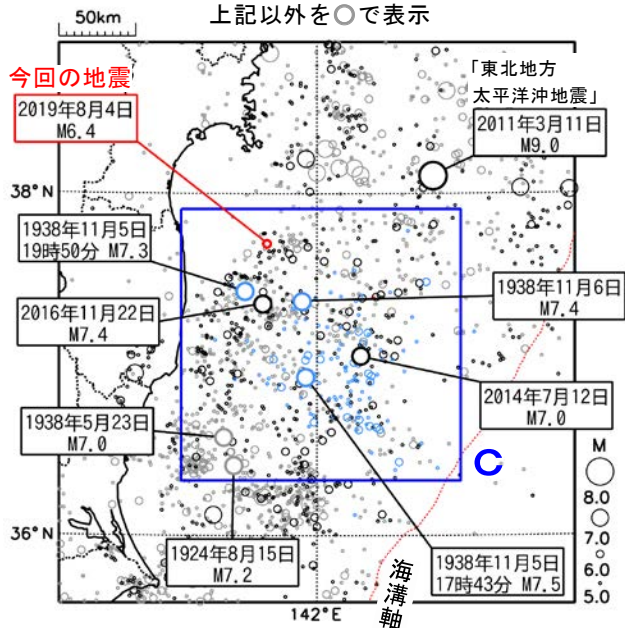 50km
上記以外を○で表示
今回の地震
2019年8月4日
M6.4
「東北地方
太平洋沖地震」
2011年3月11日
M9.0
38°N
1938年11月5日
19時50分 M7.3
1938年11月6日
M7.4
2016年11月22日
M7.4
2014年7月12日
M7.0
1938年5月23日
M7.0
C
M
8.0
7.0
6.0
5.0
36°N
1924年8月15日
M7.2
1938年11月5日
17時43分 M7.5
海溝軸
142°E